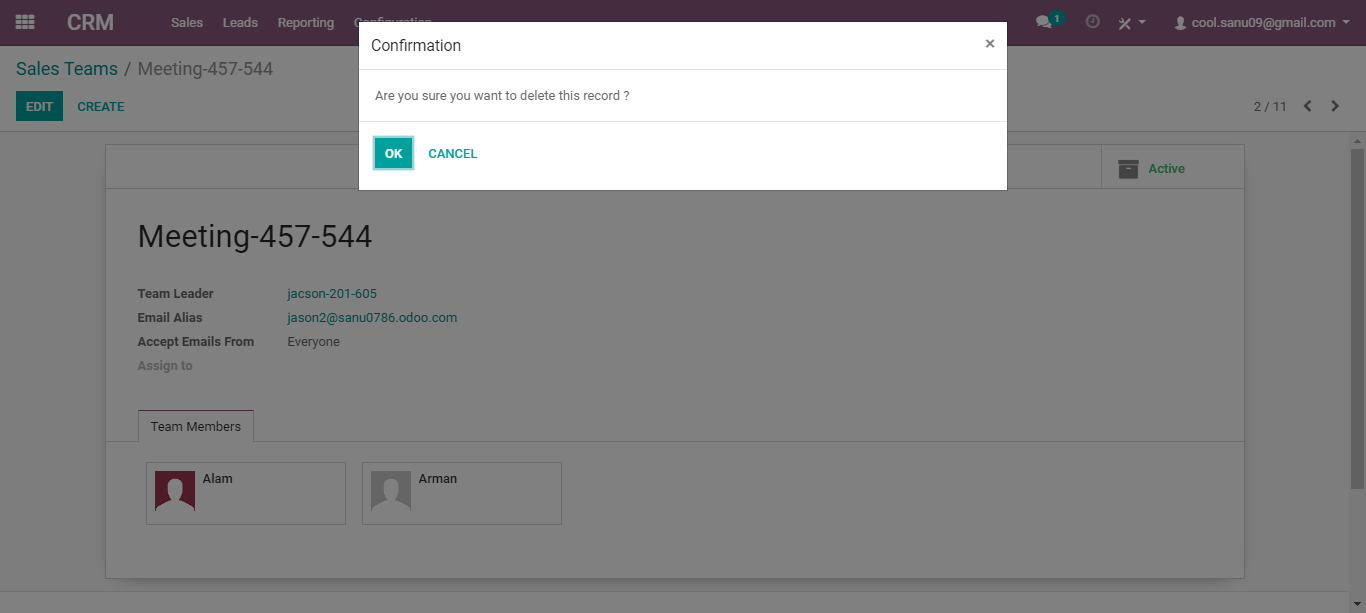 CRM Sales Leads Reporting Configuration 1 cool.sanu09@gmail.com
Confirmation ×
Sales Teams / Meeting-457-544
Are you sure you want to delete this record ?
EDIT CREATE 2 / 11
OK CANCEL
Active
Meeting-457-544
Team Leader jacson-201-605
Email Alias jason2@sanu0786.odoo.com
Accept Emails From Everyone
Assign to
Team Members
Alam Arman